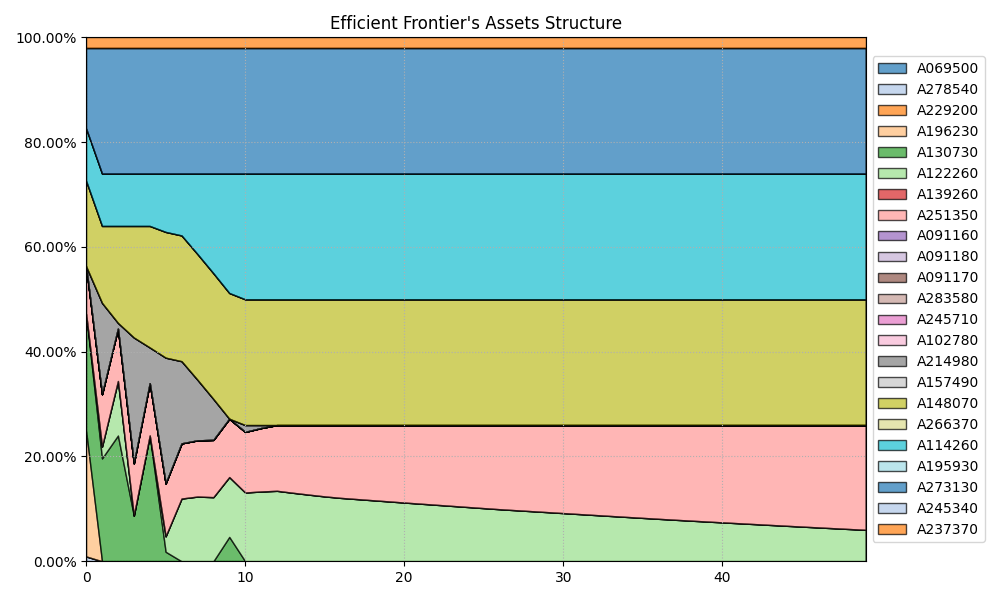 Efficient Frontier's Assets Structure
100.00%
80.00%
60.00%
40.00%
20.00%
0.00%
0
10
20
30
40
A069500
A278540
A229200
A196230
A130730
A122260
A139260
A251350
A091160
A091180
A091170
A283580
A245710
A102780
A214980
A157490
A148070
A266370
A114260
A195930
A273130
A245340
A237370